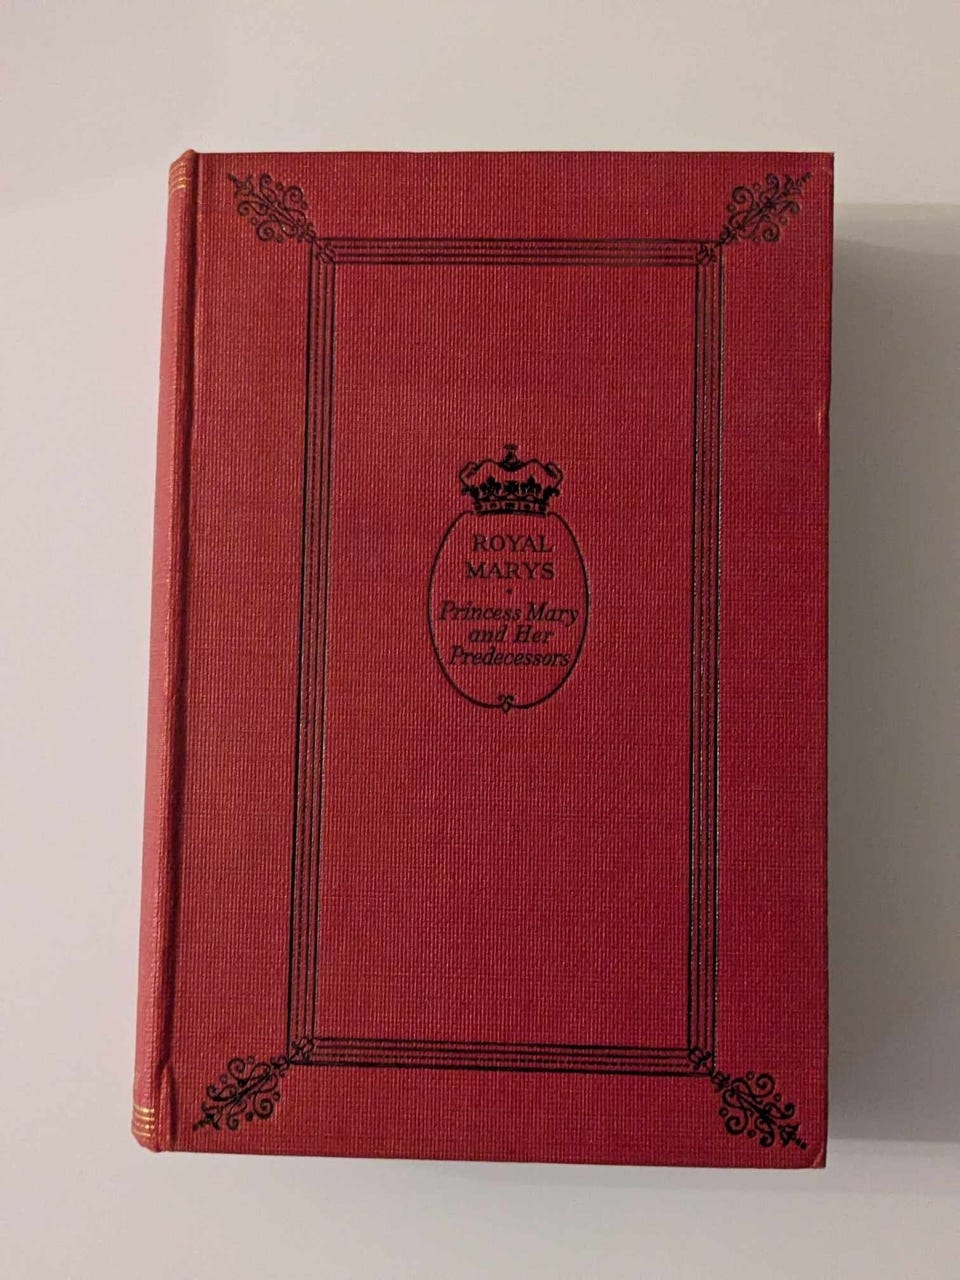 ROYAL
MARYS
Princess Mary
and Her
Predecessors